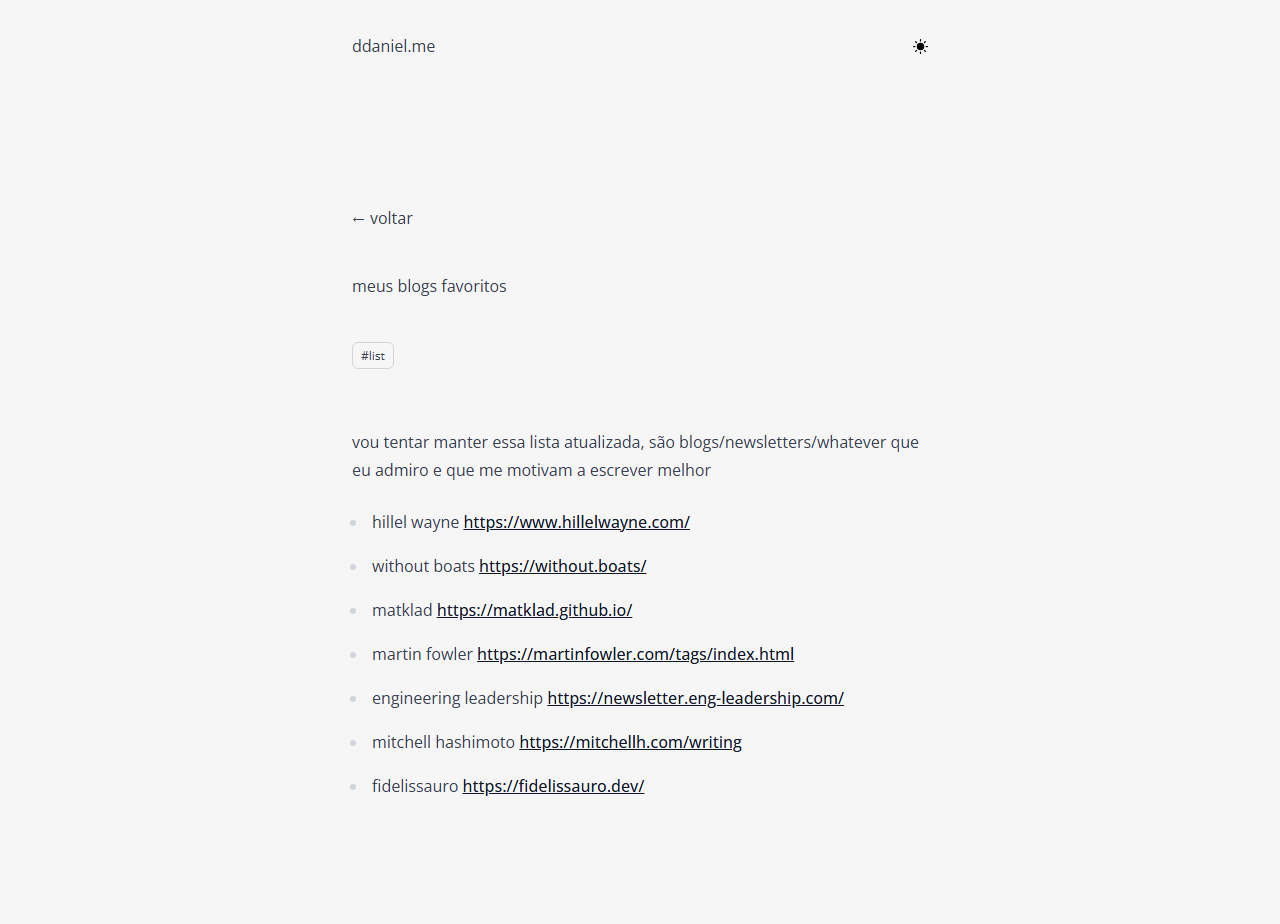 ddaniel.me
← voltar
meus blogs favoritos
#list
vou tentar manter essa lista atualizada, são blogs/newsletters/whatever que
eu admiro e que me motivam a escrever melhor
hillel wayne https://www.hillelwayne.com/
without boats https://without.boats/
matklad https://matklad.github.io/
martin fowler https://martinfowler.com/tags/index.html
engineering leadership https://newsletter.eng-leadership.com/
mitchell hashimoto https://mitchellh.com/writing
fidelissauro https://fidelissauro.dev/